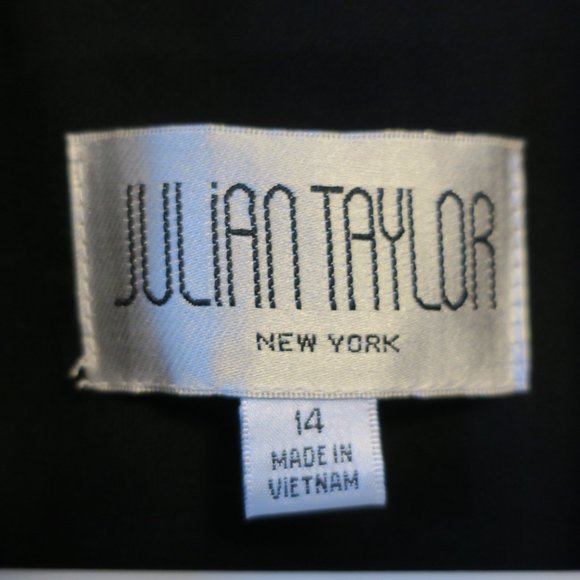 JULiAN TAYLOR
NEW YORK
14
MADE IN
VIETNAM